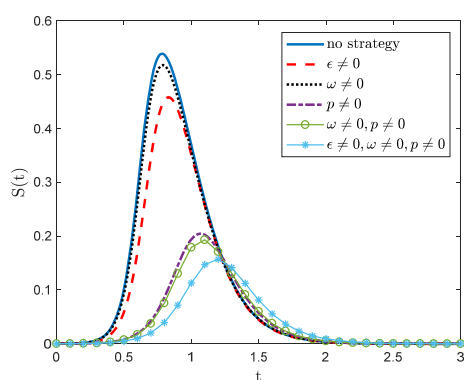 0.6
0.5
0.4
0.3
0.2
0.1
0
S(t)
no strategy
ϵ ≠ 0
ω ≠ 0
p ≠ 0
ω ≠ 0, p ≠ 0
ϵ ≠ 0, ω ≠ 0, p ≠ 0
0 0.5 1 1.5 2 2.5 3
t